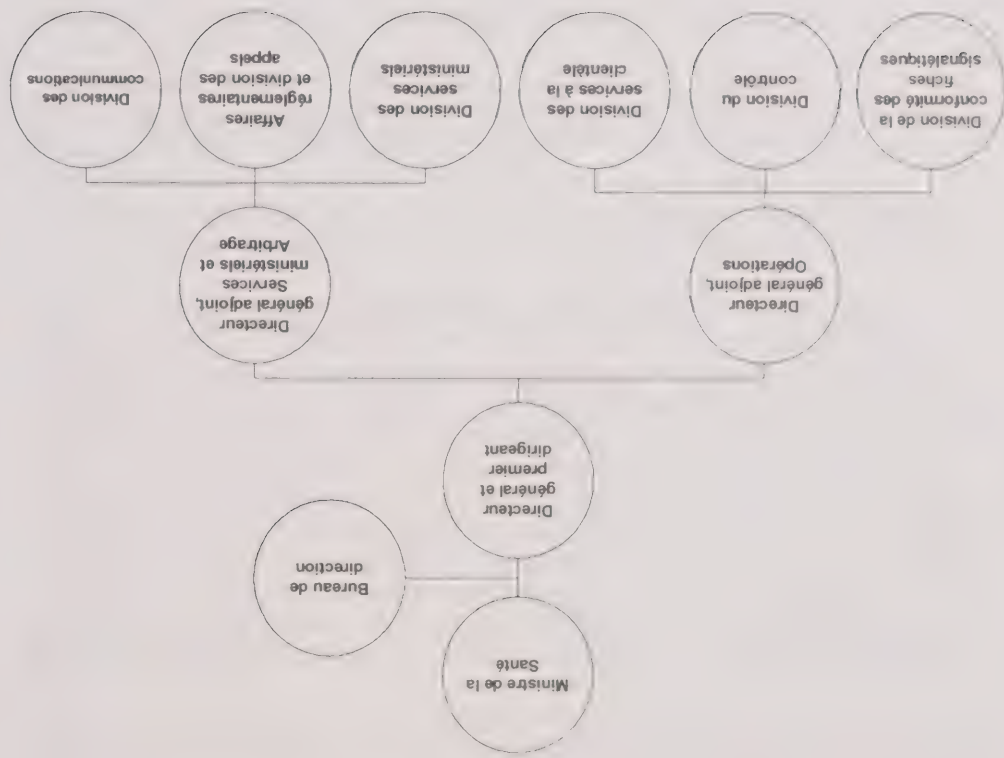 Ministre de la
Santé
Bureau de
direction
Directeur
général et
premier
dirigeant
Directeur
général adjoint,
Opérations
Directeur
général adjoint,
Services
ministériels et
Arbitrage
Division de la
conformité des
fiches
signalétiques
Division du
contrôle
Division des
services à la
clientèle
Division des
services
ministériels
Affaires
réglementaires
et division des
appels
Division des
communications